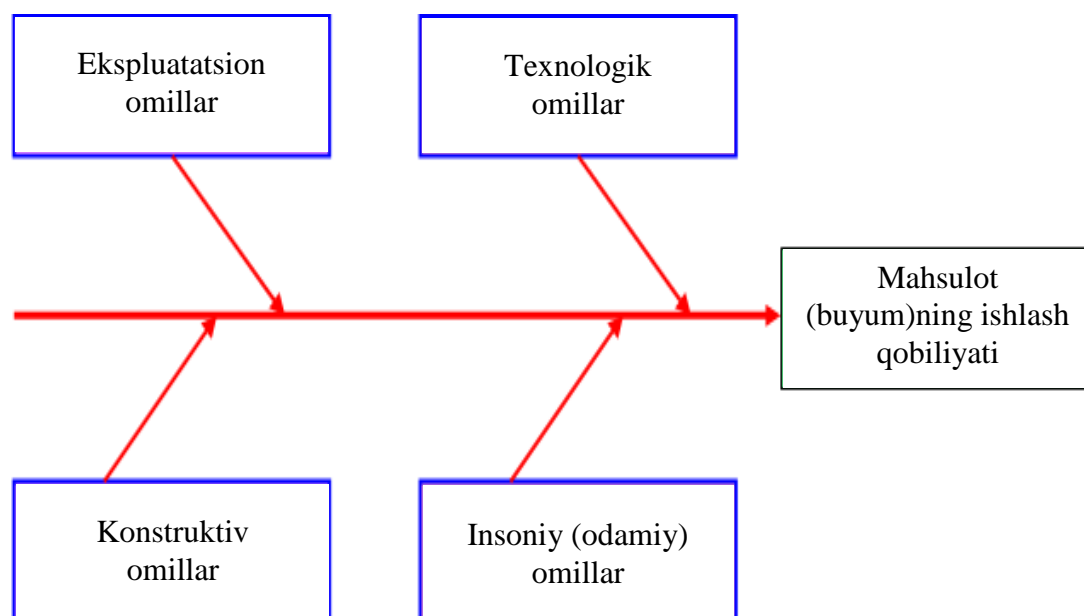 Ekspluatatsion
omillar
Texnologik
omillar
Mahsulot
(buyum)ning ishlash
qobiliyati
Konstruktiv
omillar
Insoniy (odamiy)
omillar